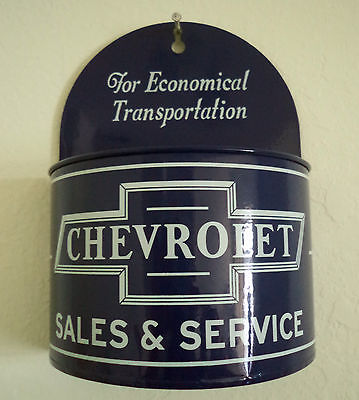 For Economical
Transportation
CHEVROLET
SALES & SERVICE